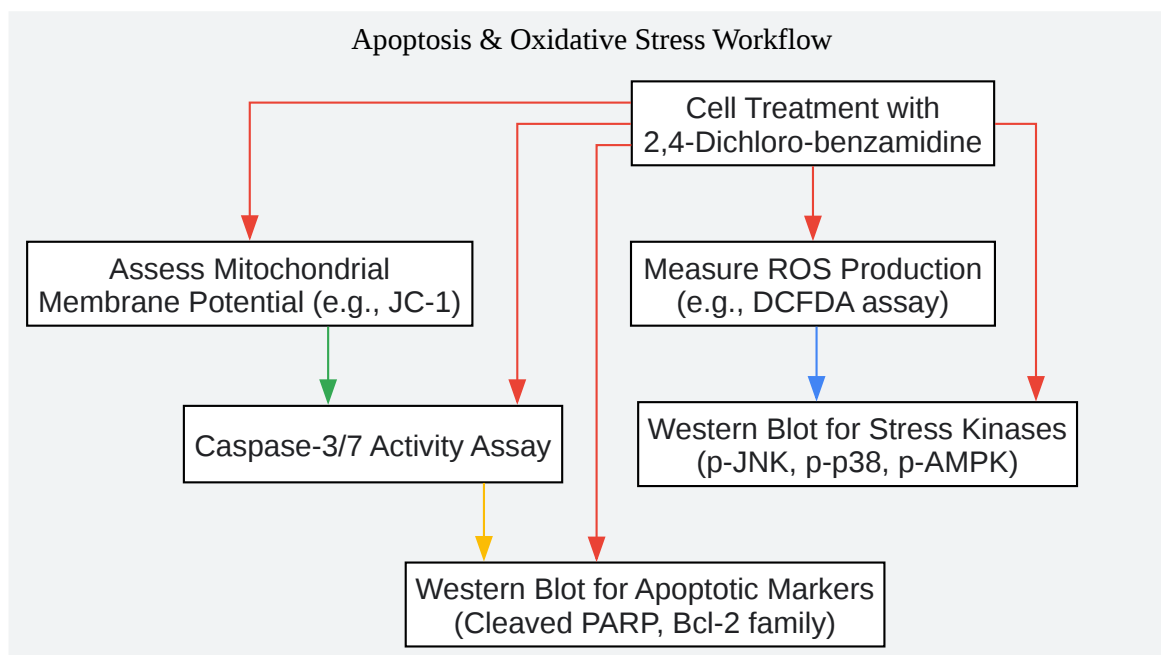 Apoptosis & Oxidative Stress Workflow
Cell Treatment with
2,4-Dichloro-benzamidine
Assess Mitochondrial
Membrane Potential (e.g., JC-1)
Measure ROS Production
(e.g., DCFDA assay)
Caspase-3/7 Activity Assay
Western Blot for Stress Kinases
(p-JNK, p-p38, p-AMPK)
Western Blot for Apoptotic Markers
(Cleaved PARP, Bcl-2 family)